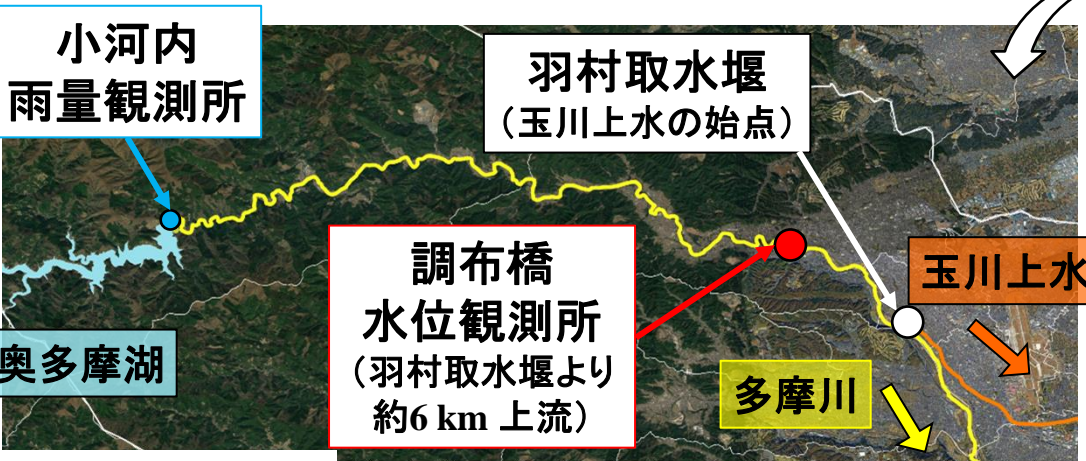 小河内
雨量観測所
羽村取水堰
（玉川上水の始点）
調布橋
水位観測所
（羽村取水堰より
約6 km 上流）
玉川上水
奥多摩湖
多摩川